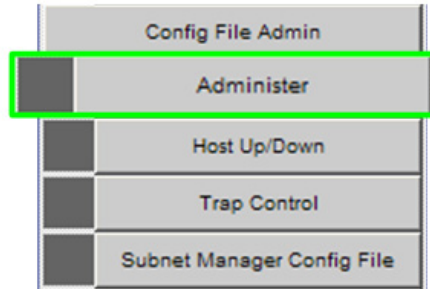 Config File Admin
Administer
Host Up/Down
Trap Control
Subnet Manager Config File